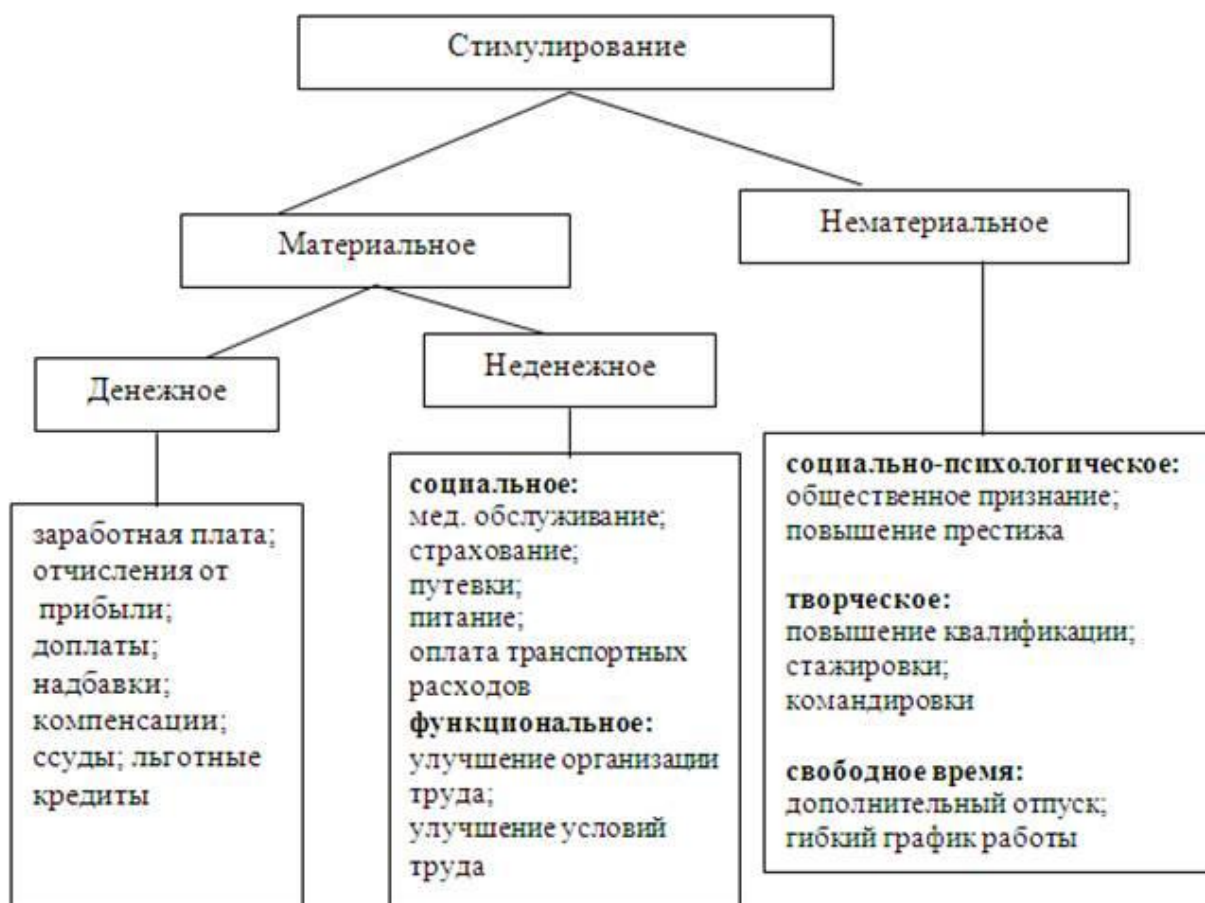 Стимулирование
Материальное
Нематериальное
Денежное
Неденежное
заработная плата;
отчисления от
прибыли;
доплаты;
надбавки;
компенсации;
ссуды; льготные
кредиты
социальное:
мед. обслуживание;
страхование;
путевки;
питание;
оплата транспортных
расходов
функциональное:
улучшение организации
труда;
улучшение условий
труда
социально-психологическое:
общественное признание;
повышение престижа
творческое:
повышение квалификации;
стажировки;
командировки
свободное время:
дополнительный отпуск;
гибкий график работы